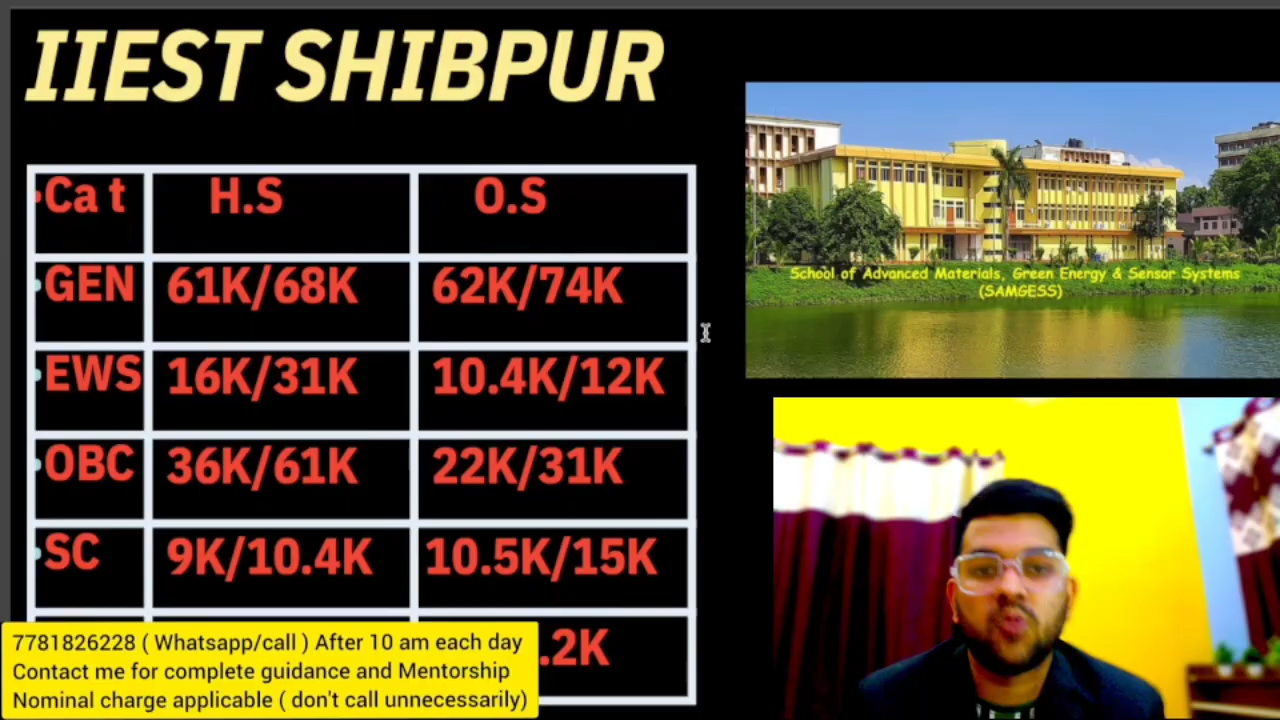 IIEST SHIBPUR
Cat H.S O.S
GEN 61K/68K 62K/74K
EWS 16K/31K 10.4K/12K
OBC 36K/61K 22K/31K
SC 9K/10.4K 10.5K/15K
.2K
School of Advanced Materials, Green Energy & Sensor Systems
(SAMGESS)
7781826228 ( Whatsapp/call ) After 10 am each day
Contact me for complete guidance and Mentorship
Nominal charge applicable ( don't call unnecessarily)